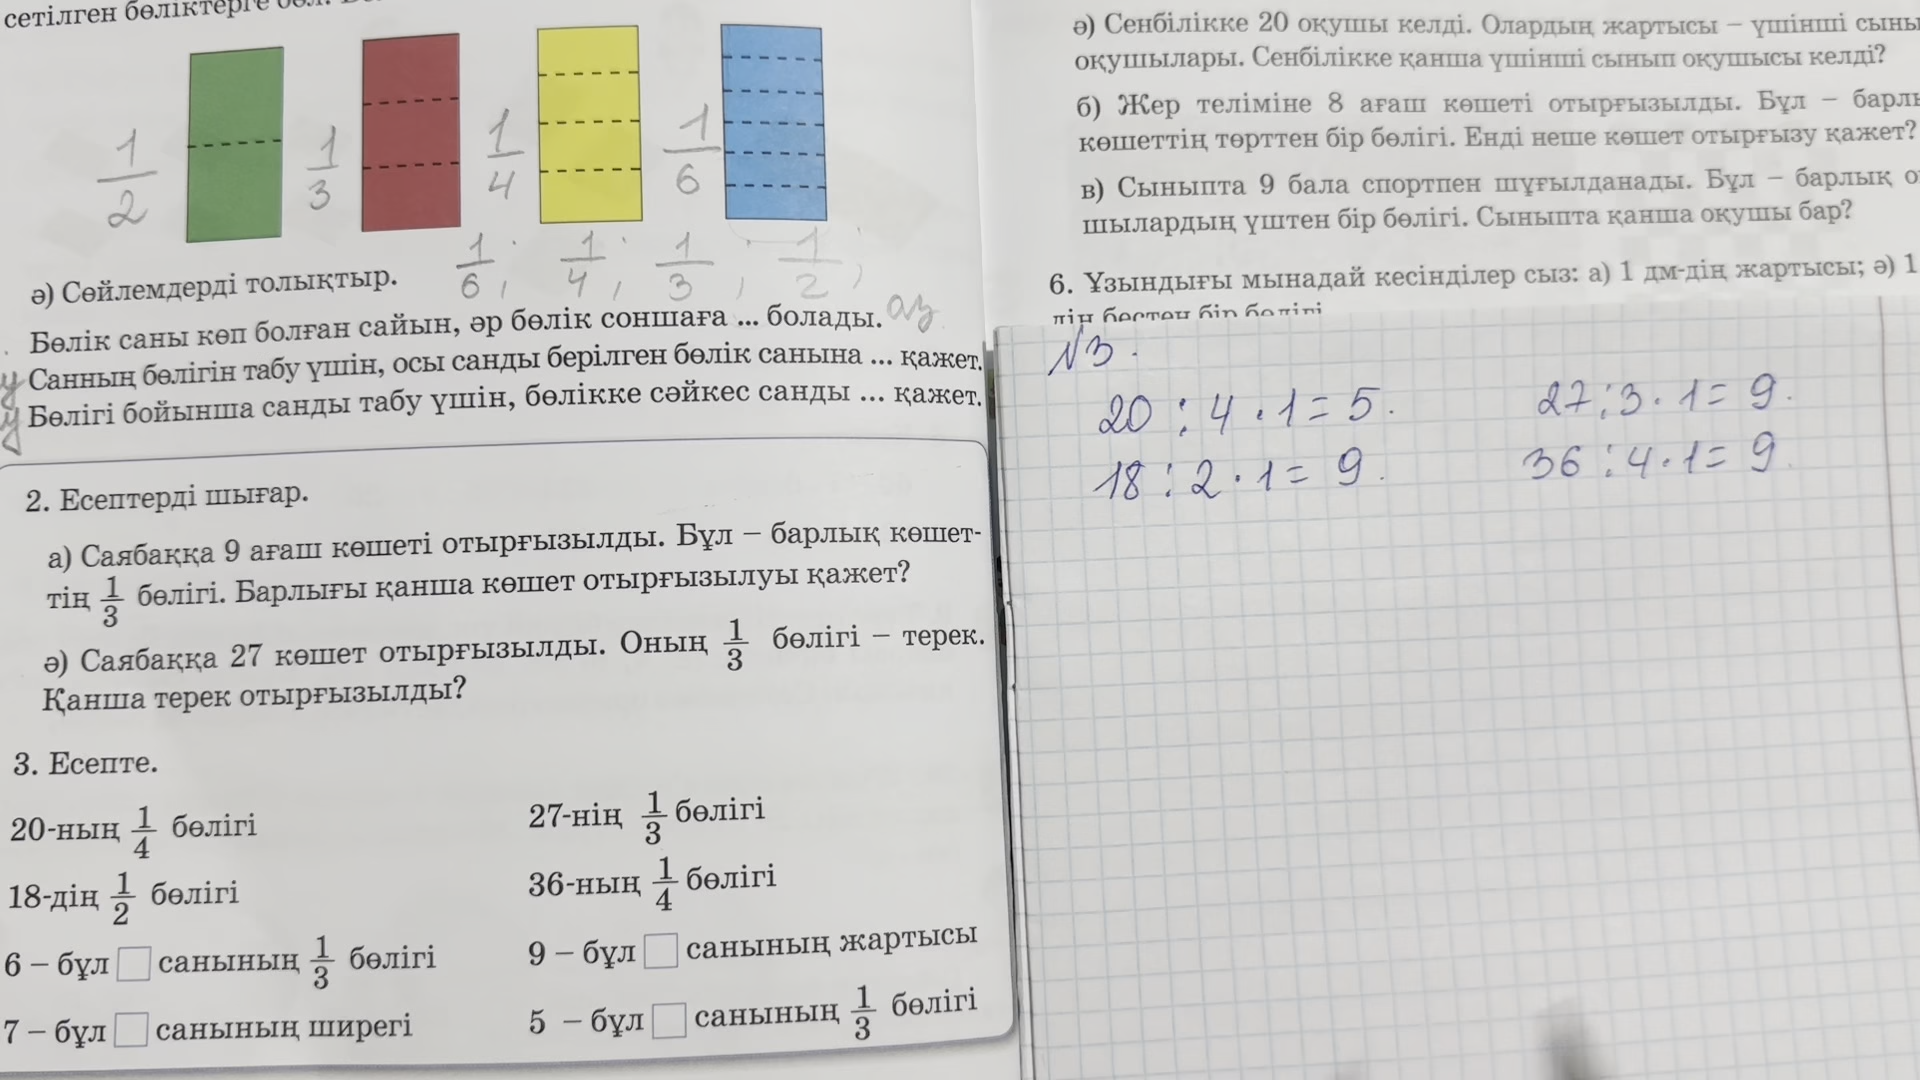 сетілген бөліктерге бөл.
1/2 1/3 1/4 1/6
1/6; 1/4; 1/3; 1/2;
ә) Сөйлемдерді толықтыр.
Бөлік саны көп болған сайын, әр бөлік соншаға ... болады. аз
Санның бөлігін табу үшін, осы санды берілген бөлік санына ... қажет.
Бөлігі бойынша санды табу үшін, бөлікке сәйкес санды ... қажет.
2. Есептерді шығар.
а) Саябаққа 9 ағаш көшеті отырғызылды. Бұл – барлық көшет-
тің 1/3 бөлігі. Барлығы қанша көшет отырғызылуы қажет?
ә) Саябаққа 27 көшет отырғызылды. Оның 1/3 бөлігі – терек.
Қанша терек отырғызылды?
3. Есепте.
20-ның 1/4 бөлігі 27-нің 1/3 бөлігі
18-дің 1/2 бөлігі 36-ның 1/4 бөлігі
6 – бұл □ санының 1/3 бөлігі 9 – бұл □ санының жартысы
7 – бұл □ санының ширегі 5 – бұл □ санының 1/3 бөлігі
ә) Сенбілікке 20 оқушы келді. Олардың жартысы – үшінші сыны
оқушылары. Сенбілікке қанша үшінші сынып оқушысы келді?
б) Жер теліміне 8 ағаш көшеті отырғызылды. Бұл – барлы
көшеттің төрттен бір бөлігі. Енді неше көшет отырғызу қажет?
в) Сыныпта 9 бала спортпен шұғылданады. Бұл – барлық о
шылардың үштен бір бөлігі. Сыныпта қанша оқушы бар?
6. Ұзындығы мынадай кесінділер сыз: а) 1 дм-дің жартысы; ә) 1
дің бестен бір бөлігі
№3.
20 : 4 · 1 = 5. 27 : 3 · 1 = 9.
18 : 2 · 1 = 9. 36 : 4 · 1 = 9.